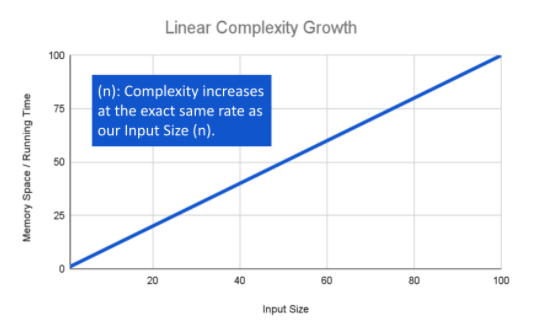 Linear Complexity Growth
100
(n): Complexity increases
at the exact same rate as
our Input Size (n).
75
50
25
0
Memory Space / Running Time
20 40 60 80 100
Input Size